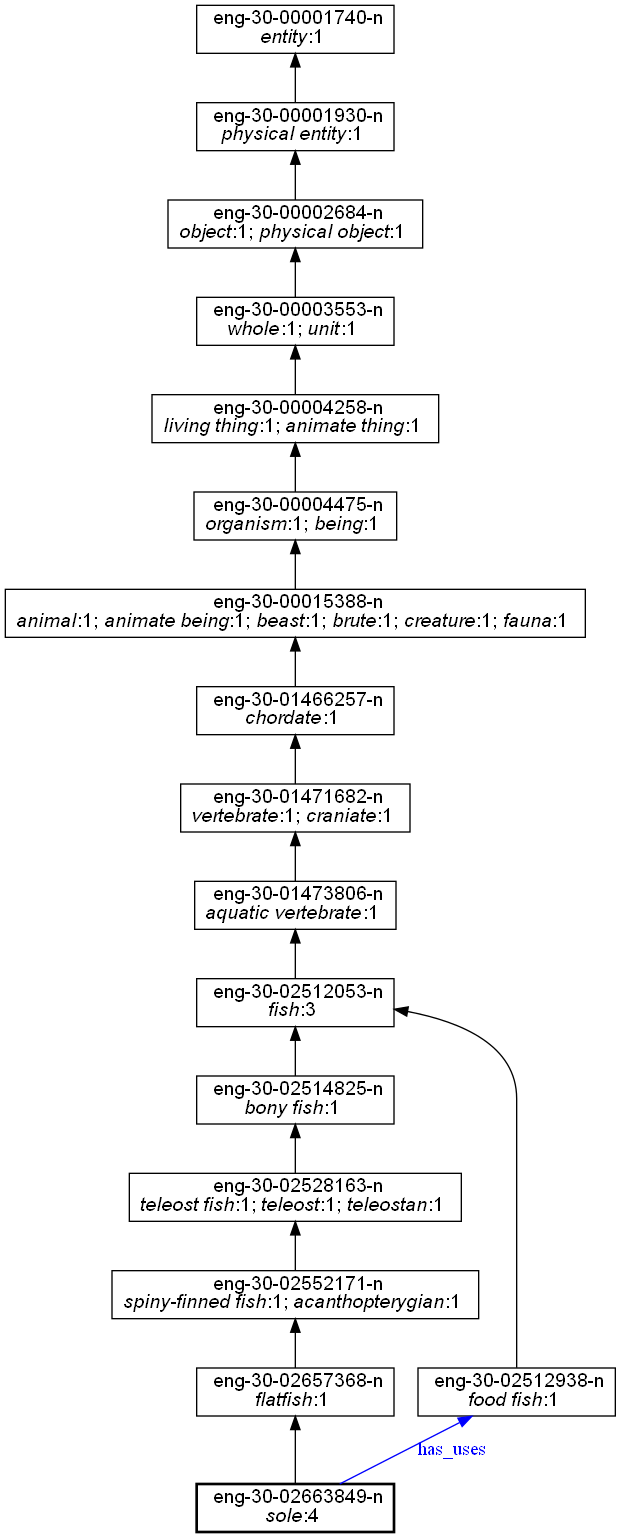 eng-30-00001740-n
entity:1
eng-30-00001930-n
physical entity:1
eng-30-00002684-n
object:1; physical object:1
eng-30-00003553-n
whole:1; unit:1
eng-30-00004258-n
living thing:1; animate thing:1
eng-30-00004475-n
organism:1; being:1
eng-30-00015388-n
animal:1; animate being:1; beast:1; brute:1; creature:1; fauna:1
eng-30-01466257-n
chordate:1
eng-30-01471682-n
vertebrate:1; craniate:1
eng-30-01473806-n
aquatic vertebrate:1
eng-30-02512053-n
fish:3
eng-30-02514825-n
bony fish:1
eng-30-02528163-n
teleost fish:1; teleost:1; teleostan:1
eng-30-02552171-n
spiny-finned fish:1; acanthopterygian:1
eng-30-02657368-n
flatfish:1
eng-30-02512938-n
food fish:1
has_uses
eng-30-02663849-n
sole:4